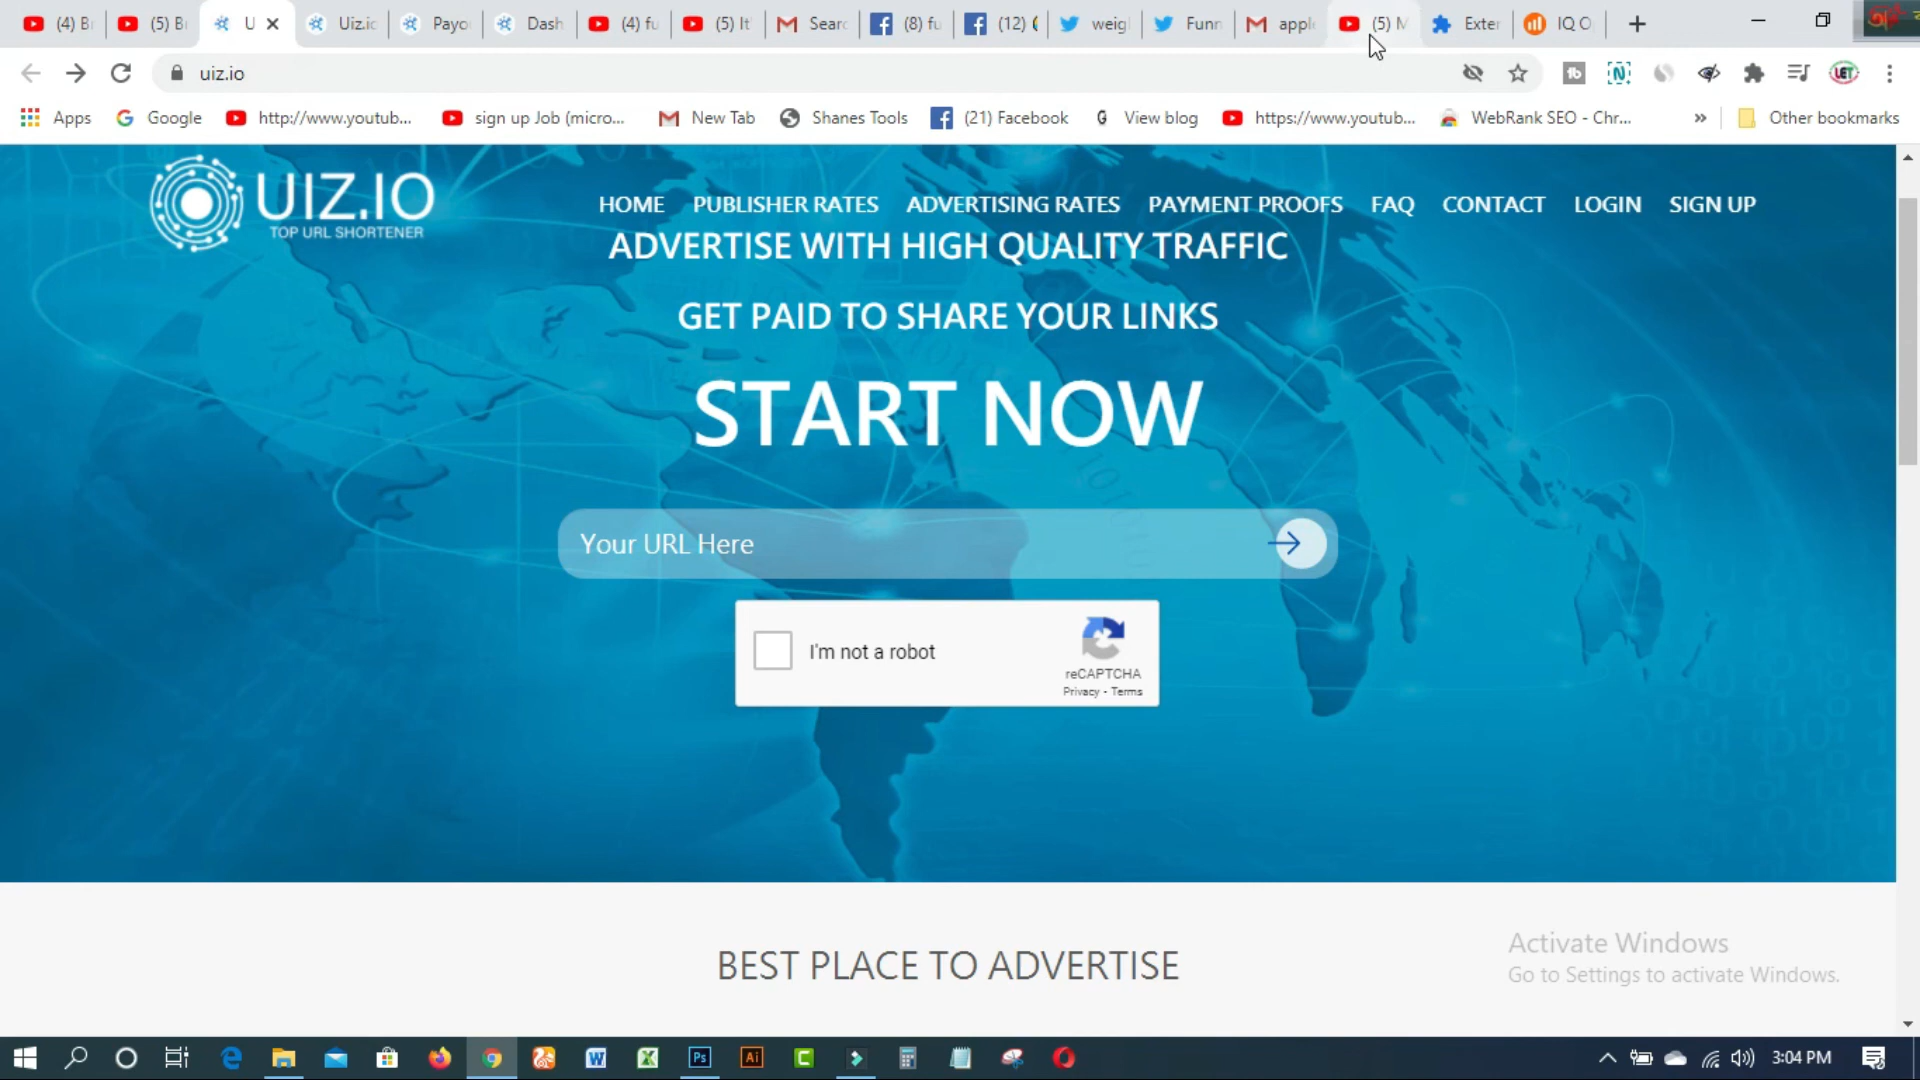 (4) B
(5) B
U
Uiz.ic
Payo
Dash
(4) fu
(5) It'
Sear
(8) fu
(12)
weig
Funn
apple
(5) M
Exter
IQ O
uiz.io
LET
Apps
Google
http://www.youtub...
sign up Job (micro...
New Tab
Shanes Tools
(21) Facebook
View blog
https://www.youtub...
WebRank SEO - Chr...
»
Other bookmarks
UIZ.IO
TOP URL SHORTENER
HOME
PUBLISHER RATES
ADVERTISING RATES
PAYMENT PROOFS
FAQ
CONTACT
LOGIN
SIGN UP
ADVERTISE WITH HIGH QUALITY TRAFFIC
GET PAID TO SHARE YOUR LINKS
START NOW
Your URL Here
I'm not a robot
reCAPTCHA
Privacy - Terms
BEST PLACE TO ADVERTISE
Activate Windows
Go to Settings to activate Windows.
3:04 PM